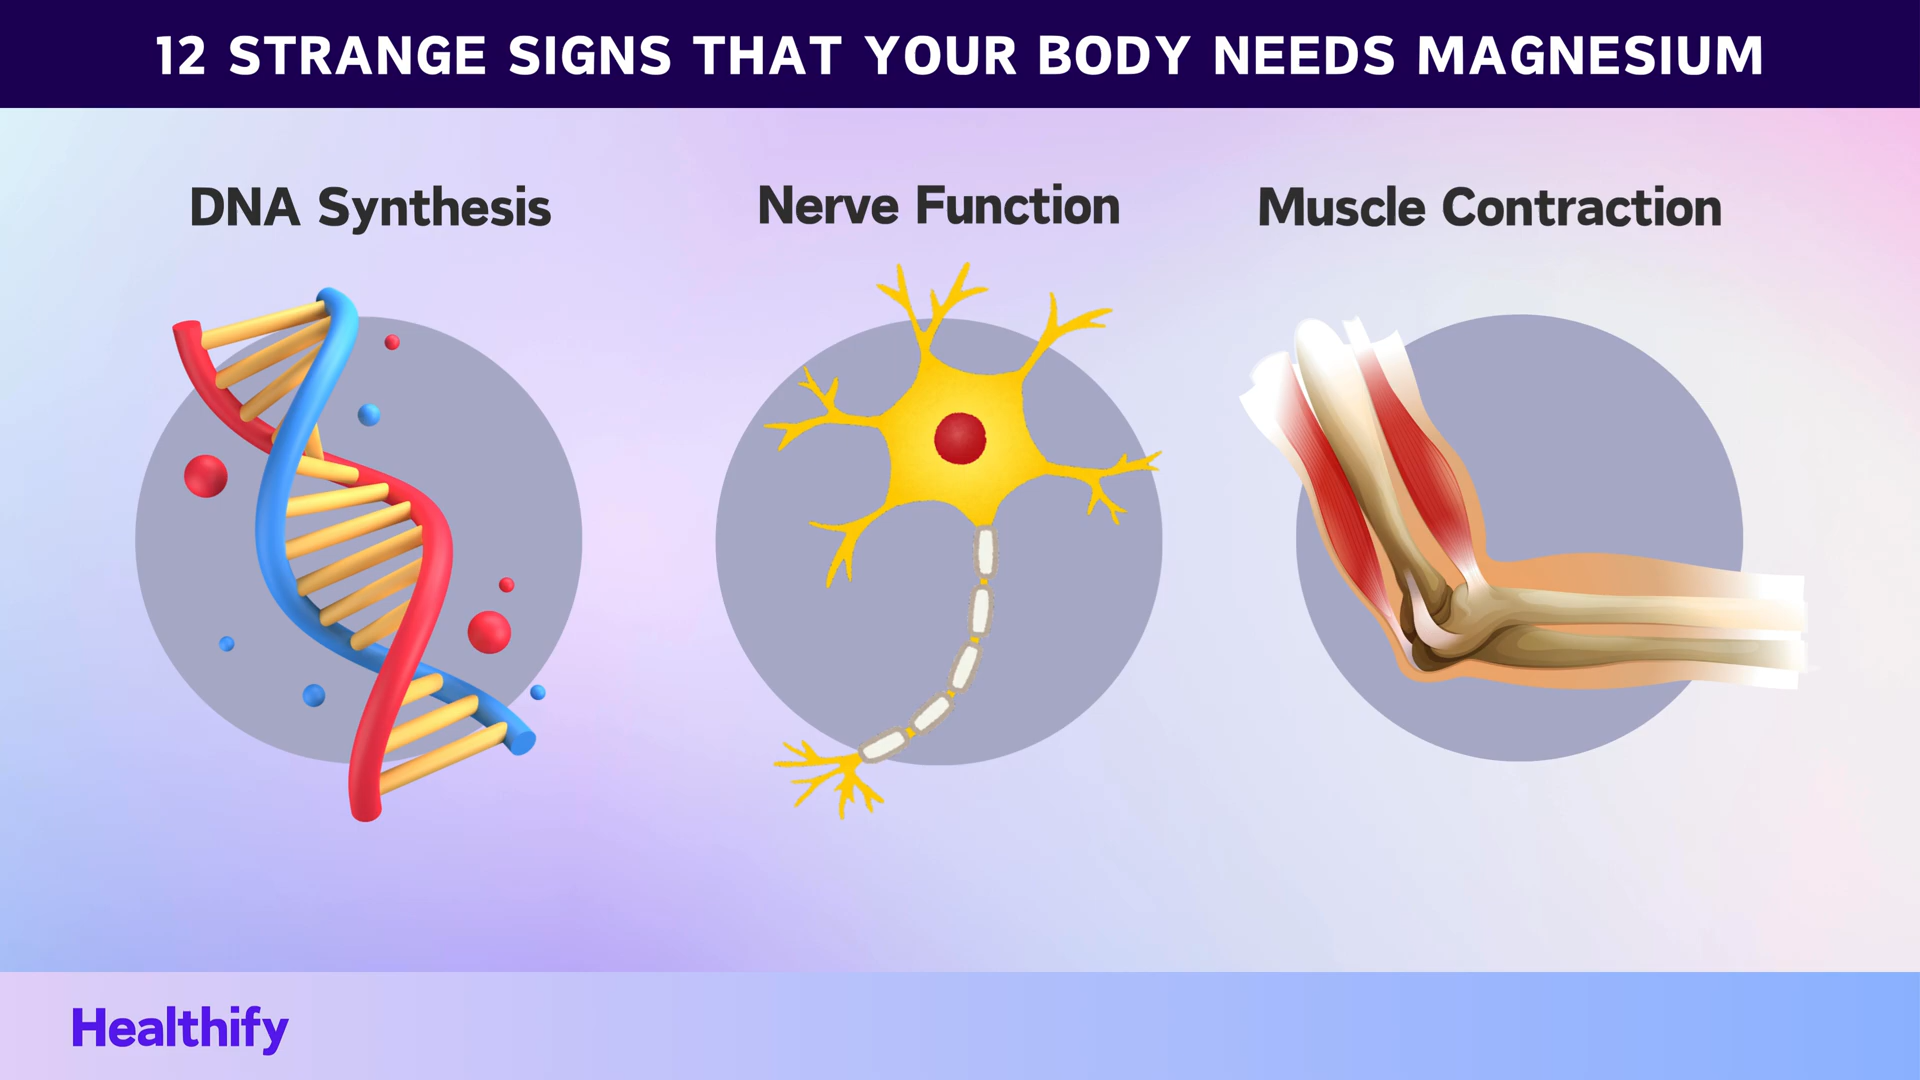 12 STRANGE SIGNS THAT YOUR BODY NEEDS MAGNESIUM
DNA Synthesis
Nerve Function
Muscle Contraction
Healthify